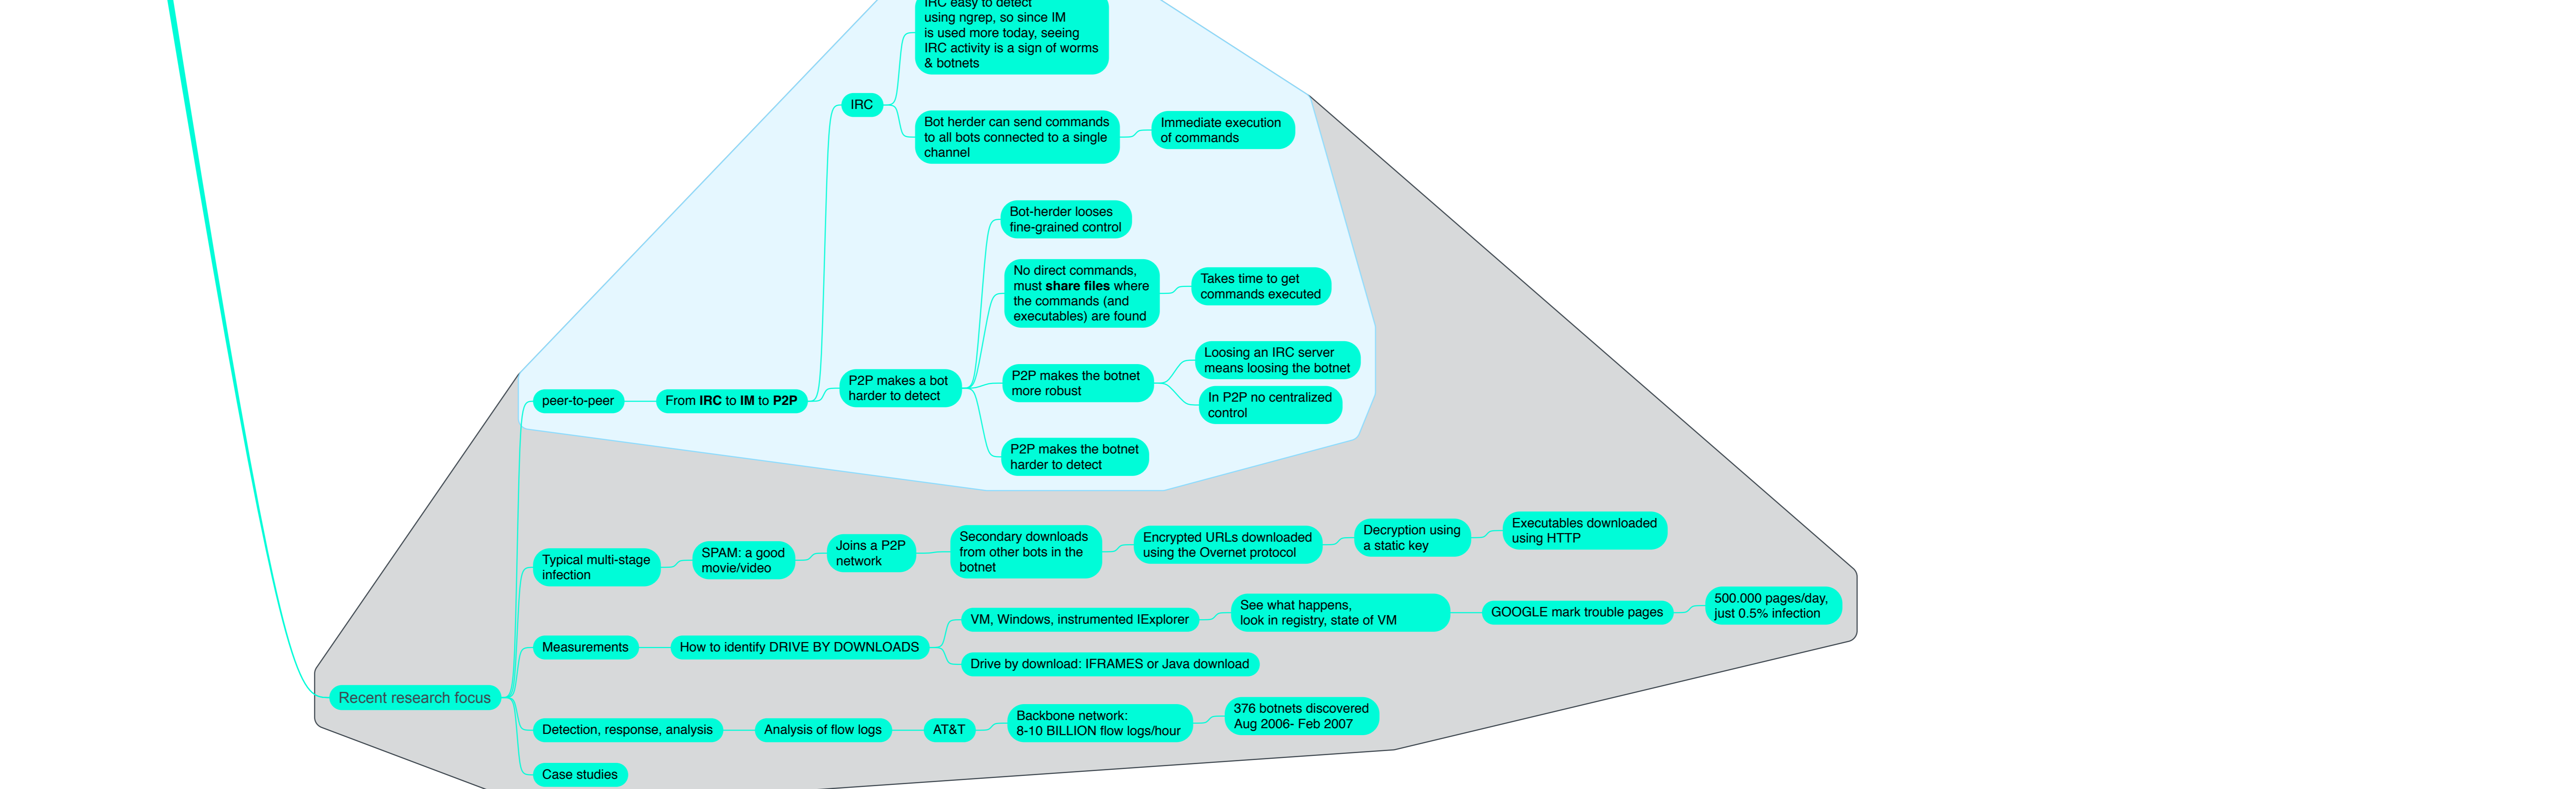 IRC easy to detect
using ngrep, so since IM
is used more today, seeing
IRC activity is a sign of worms
& botnets
IRC
Bot herder can send commands
to all bots connected to a single
channel
Immediate execution
of commands
Bot-herder looses
fine-grained control
No direct commands,
must share files where
the commands (and
executables) are found
Takes time to get
commands executed
P2P makes a bot
harder to detect
P2P makes the botnet
more robust
Loosing an IRC server
means loosing the botnet
In P2P no centralized
control
peer-to-peer
From IRC to IM to P2P
P2P makes the botnet
harder to detect
Typical multi-stage
infection
SPAM: a good
movie/video
Joins a P2P
network
Secondary downloads
from other bots in the
botnet
Encrypted URLs downloaded
using the Overnet protocol
Decryption using
a static key
Executables downloaded
using HTTP
Measurements
How to identify DRIVE BY DOWNLOADS
VM, Windows, instrumented IExplorer
See what happens,
look in registry, state of VM
GOOGLE mark trouble pages
500.000 pages/day,
just 0.5% infection
Drive by download: IFRAMES or Java download
Recent research focus
Detection, response, analysis
Analysis of flow logs
AT&T
Backbone network:
8-10 BILLION flow logs/hour
376 botnets discovered
Aug 2006- Feb 2007
Case studies